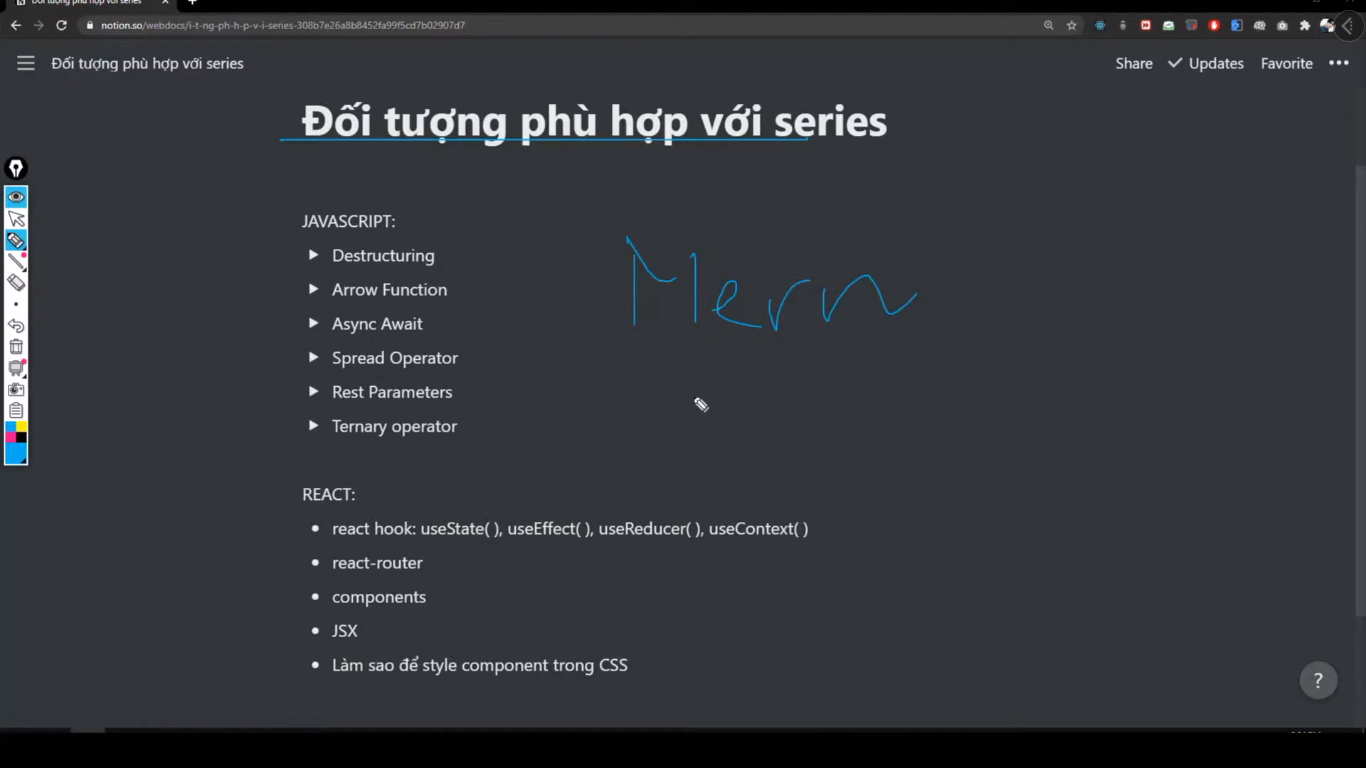 Đối tượng phù hợp với series
notion.so/webdocs/i-t-ng-ph-h-p-v-i-series-308b7e26a8b8452fa99f5cd7b02907d7
Đối tượng phù hợp với series
Share Updates Favorite
Đối tượng phù hợp với series
JAVASCRIPT:
Destructuring
Arrow Function
Async Await
Spread Operator
Rest Parameters
Ternary operator
Mern
REACT:
react hook: useState( ), useEffect( ), useReducer( ), useContext( )
react-router
components
JSX
Làm sao để style component trong CSS
?